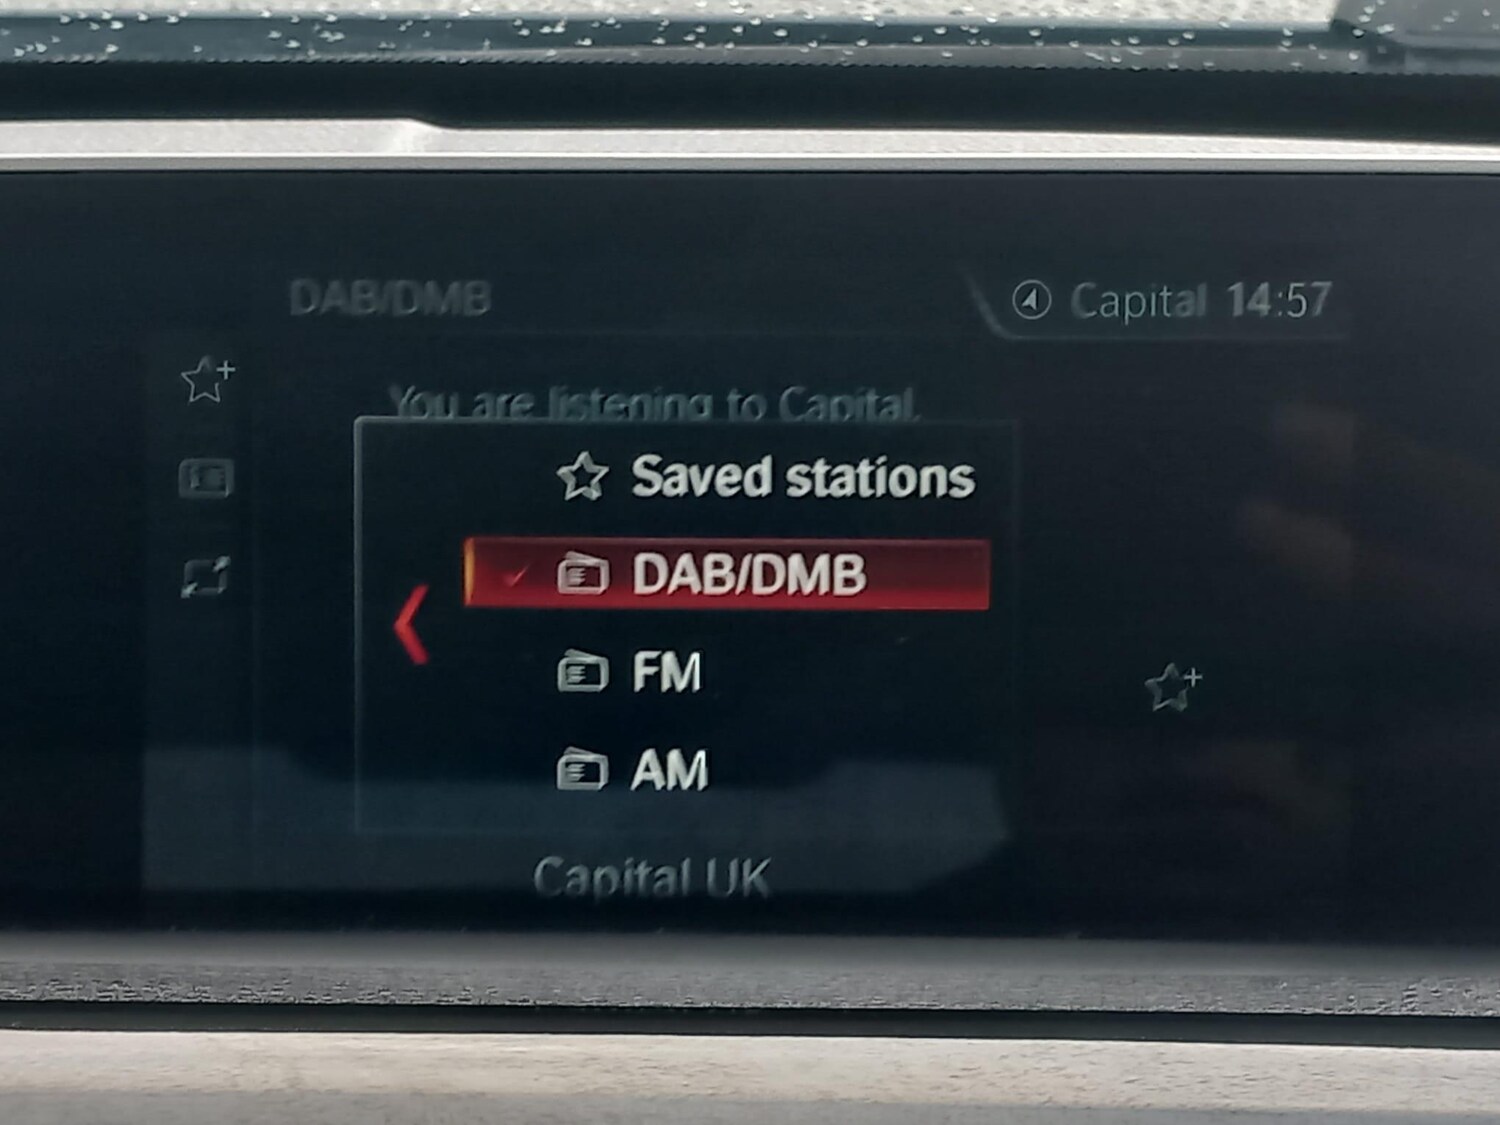 DAB/DMB
Capital 14:57
You are listening to Capital.
Saved stations
DAB/DMB
FM
AM
Capital UK